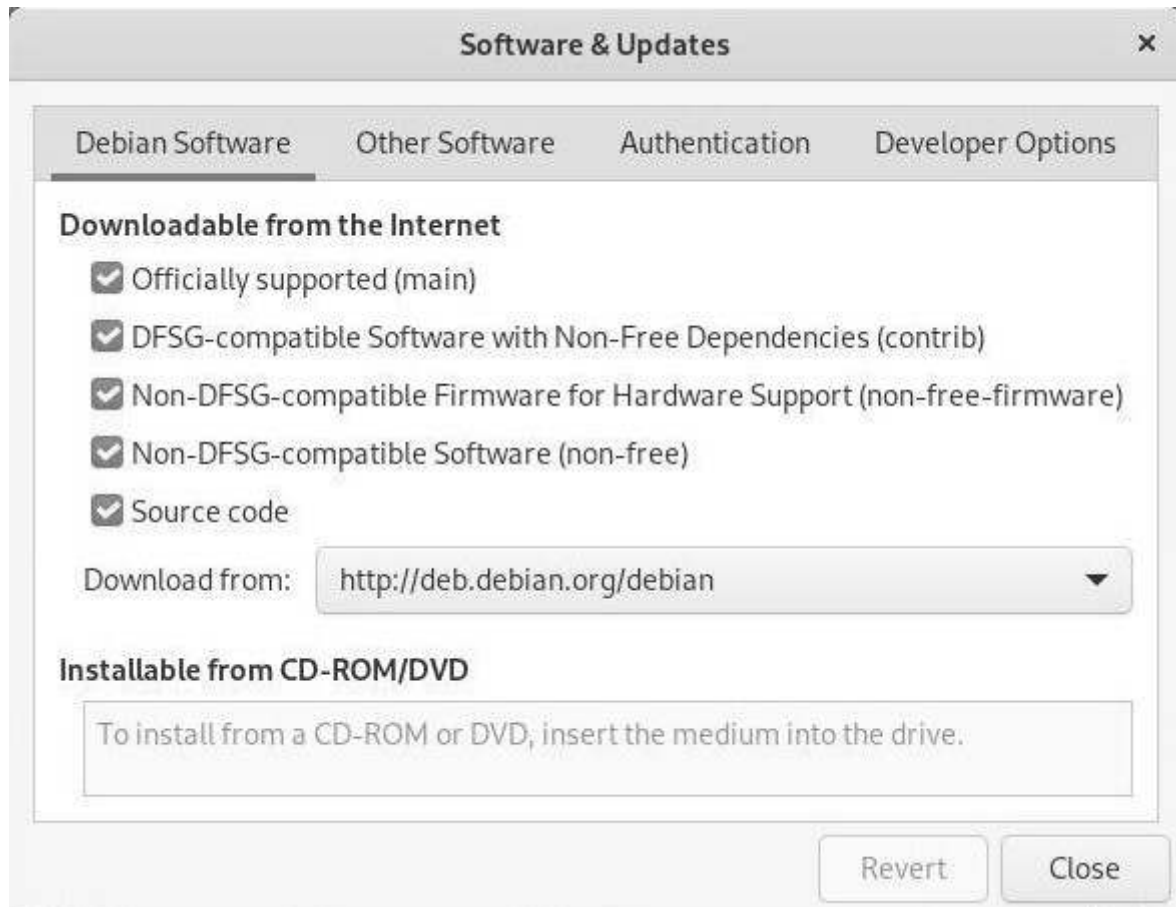 Software & Updates
×
Debian Software Other Software Authentication Developer Options
Downloadable from the Internet
Officially supported (main)
DFSG-compatible Software with Non-Free Dependencies (contrib)
Non-DFSG-compatible Firmware for Hardware Support (non-free-firmware)
Non-DFSG-compatible Software (non-free)
Source code
Download from: http://deb.debian.org/debian
Installable from CD-ROM/DVD
To install from a CD-ROM or DVD, insert the medium into the drive.
Revert Close